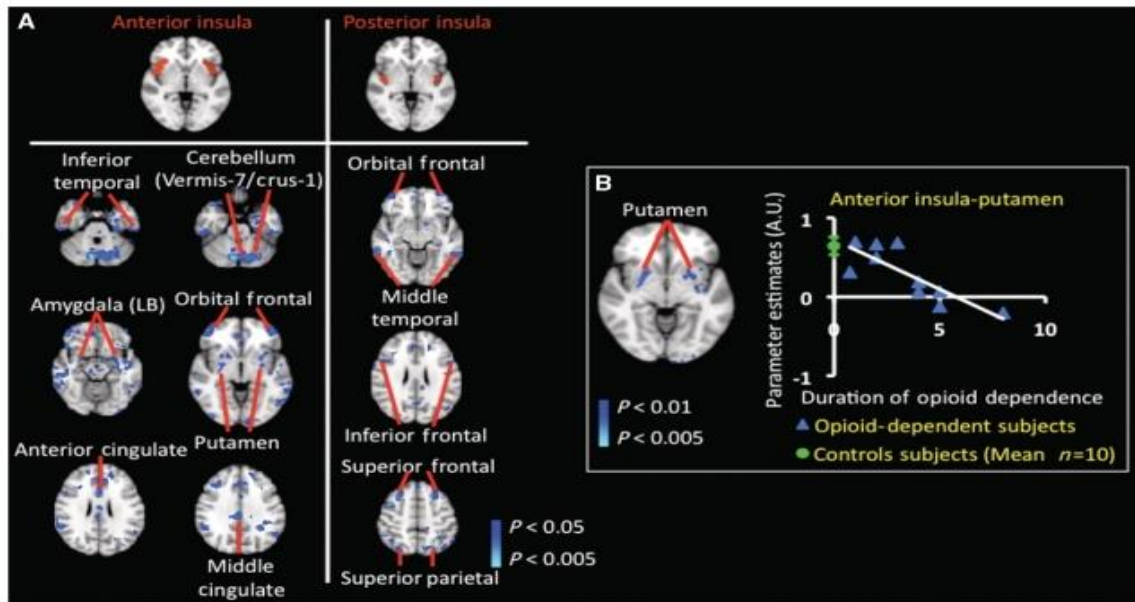 A
Anterior insula
Posterior insula
Inferior
temporal
Cerebellum
(Vermis-7/crus-1)
Amygdala (LB)
Orbital frontal
Putamen
Anterior cingulate
Middle
cingulate
Orbital frontal
Middle
temporal
Inferior frontal
Superior frontal
Superior parietal
P < 0.05
P < 0.005
B
Putamen
P < 0.01
P < 0.005
Anterior insula-putamen
Parameter estimates (A.U.)
1
0
-1
0
5
10
Duration of opioid dependence
Opioid-dependent subjects
Controls subjects (Mean n=10)